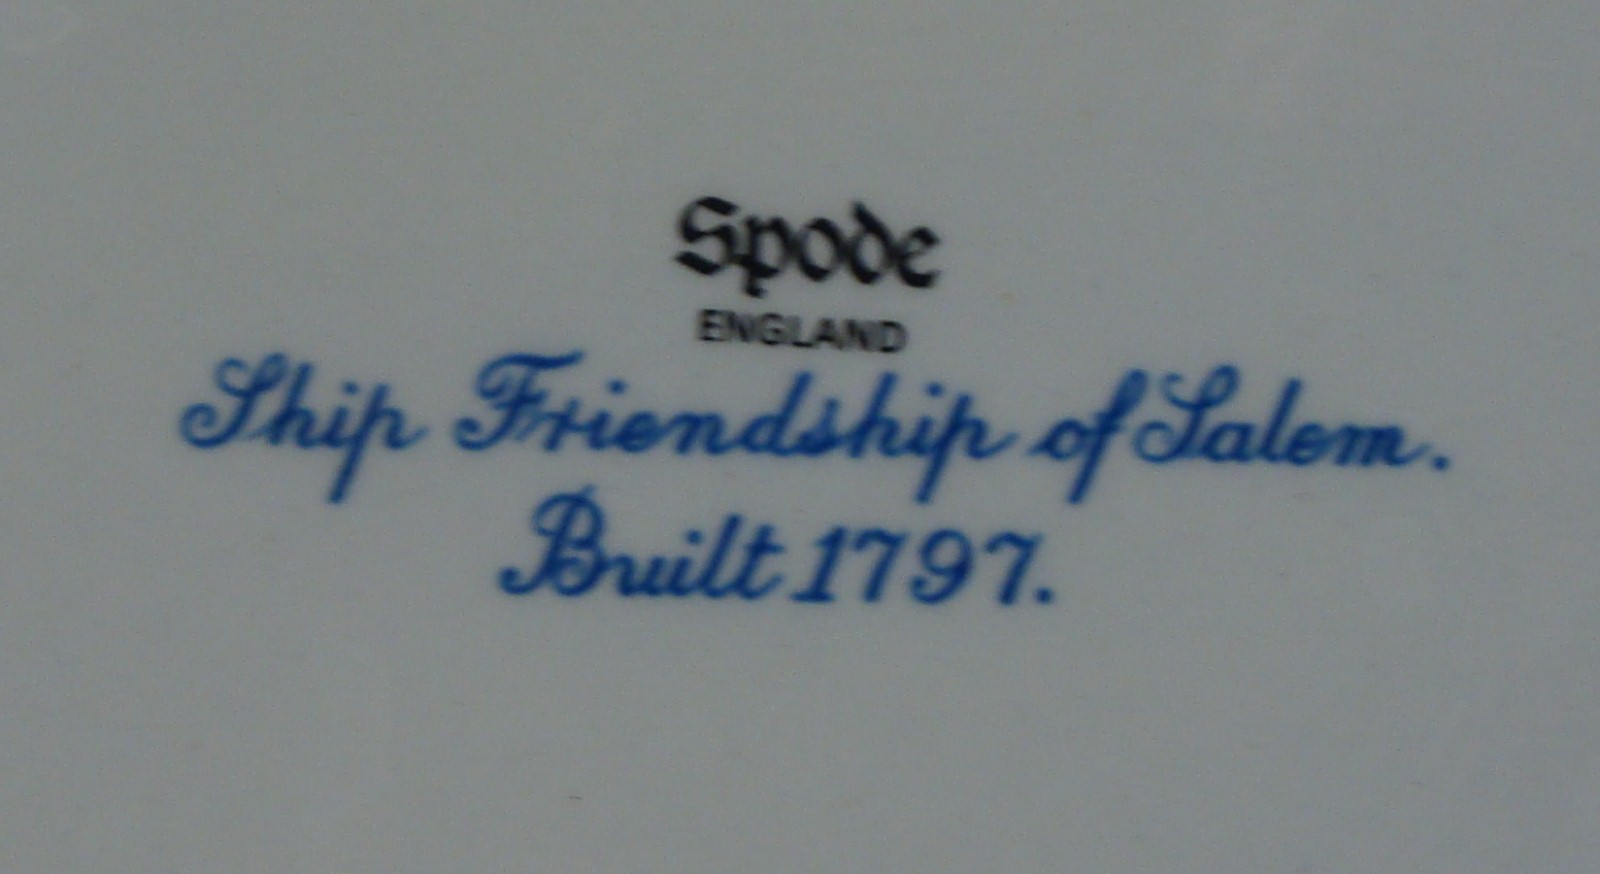 Spode
ENGLAND
Ship Friendship of Salem.
Built 1797.